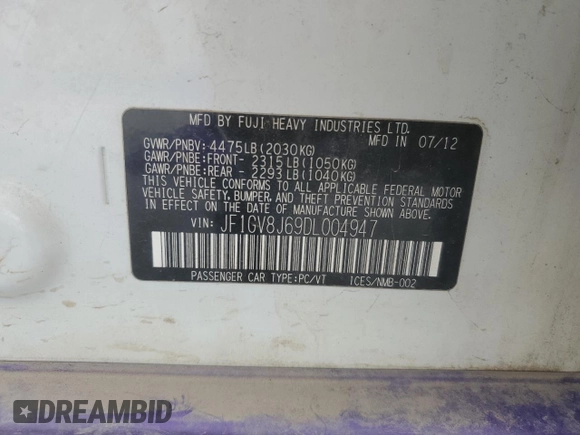 MFD BY FUJI HEAVY INDUSTRIES LTD.
MFD IN 07/12
GVWR/PNBV: 4475LB(2030KG)
GAWR/PNBE:FRONT- 2315LB(1050KG)
GAWR/PNBE:REAR - 2293LB(1040KG)
THIS VEHICLE CONFORMS TO ALL APPLICABLE FEDERAL MOTOR
VEHICLE SAFETY, BUMPER, AND THEFT PREVENTION STANDARDS
IN EFFECT ON THE DATE OF MANUFACTURE SHOWN ABOVE.
VIN: JF1GV8J69DL004947
PASSENGER CAR TYPE:PC/VT ICES/NMB-002
DREAMBID